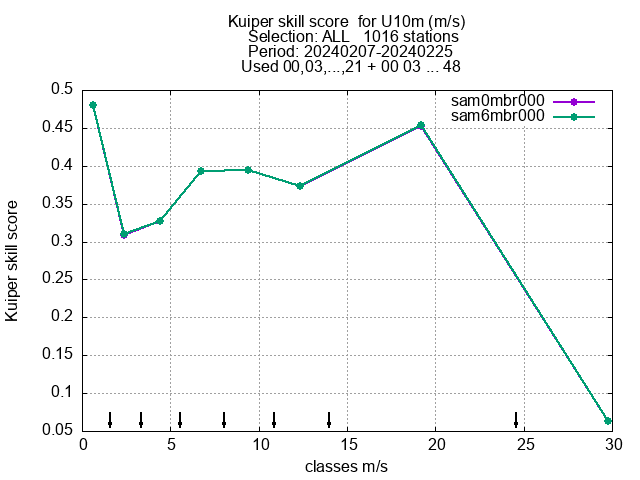 Kuiper skill score  for U10m (m/s)
Selection: ALL   1016 stations
Period: 20240207-20240225
Used 00,03,...,21 + 00 03 ... 48
sam0mbr000
sam6mbr000
0.5
0.45
0.4
0.35
0.3
0.25
0.2
0.15
0.1
0.05
Kuiper skill score
0 5 10 15 20 25 30
classes m/s